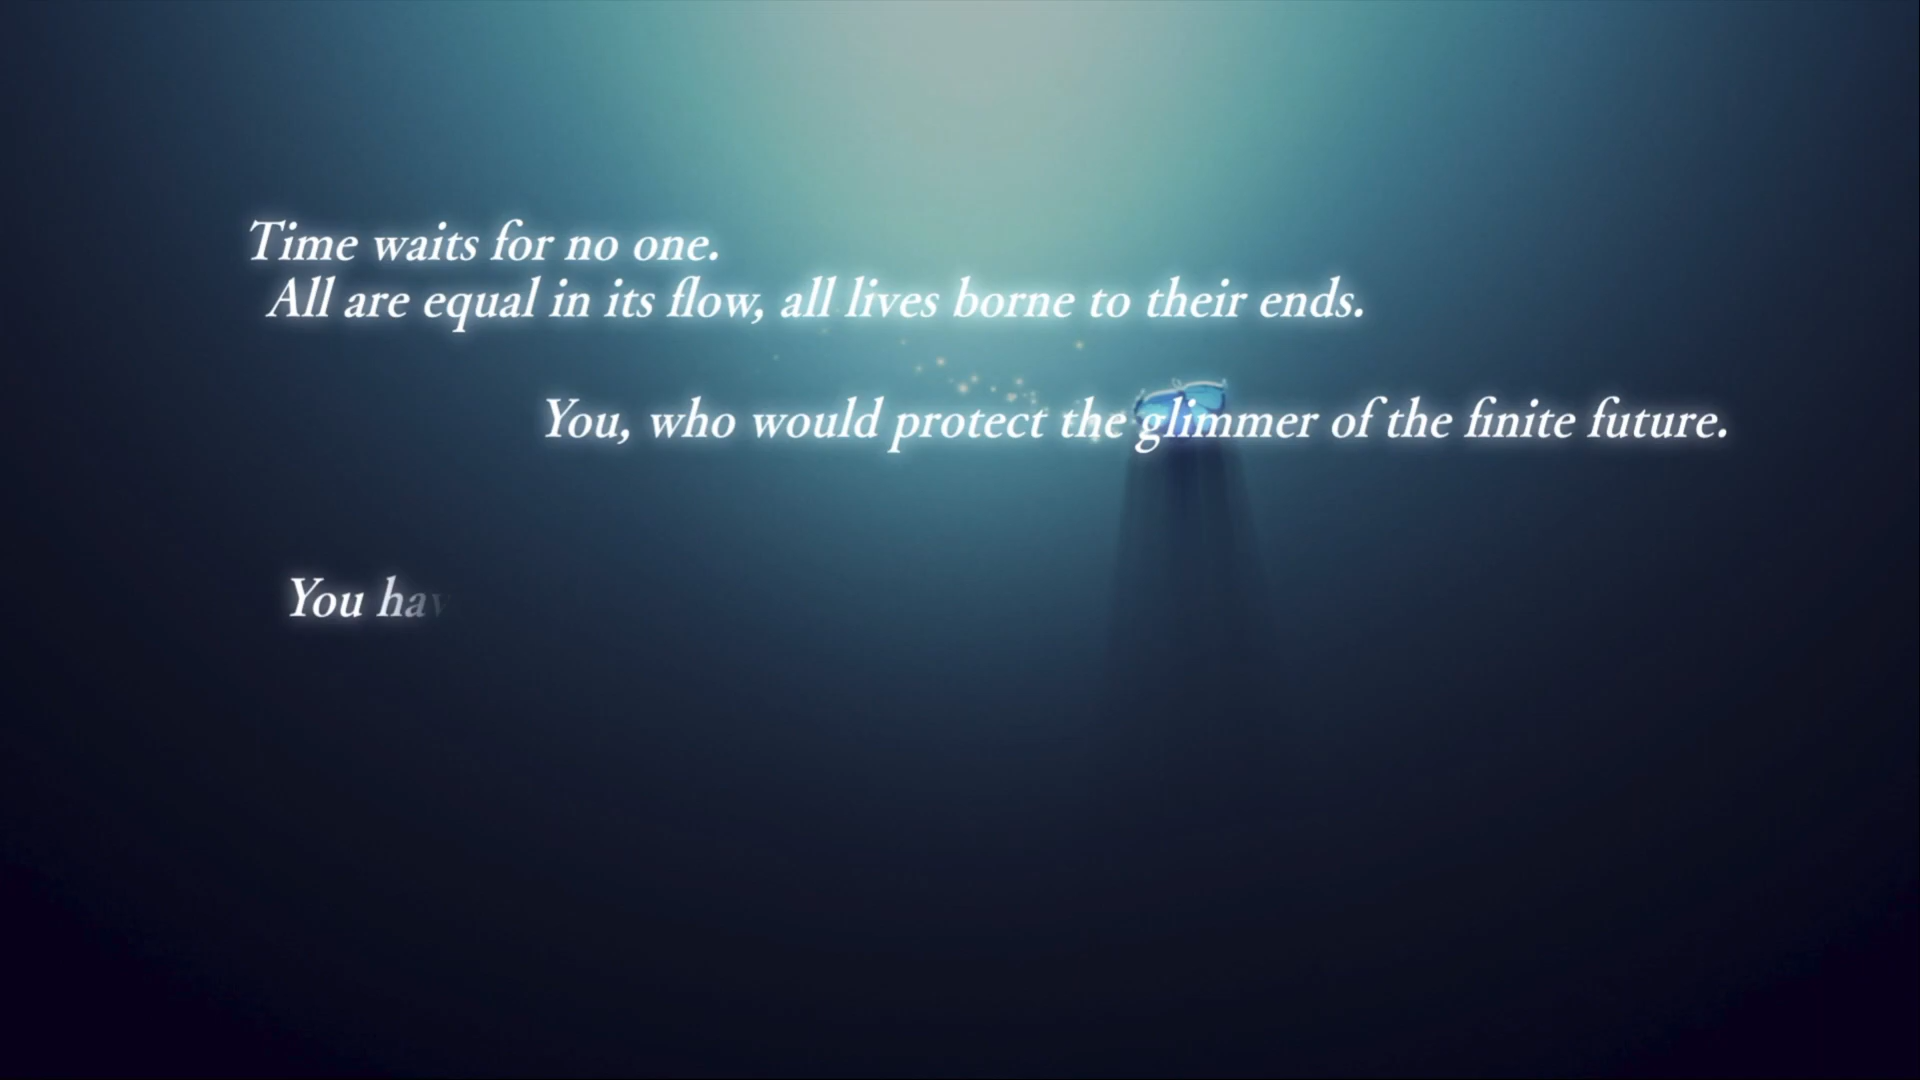 Time waits for no one.
All are equal in its flow, all lives borne to their ends.
You, who would protect the glimmer of the finite future.
You hav